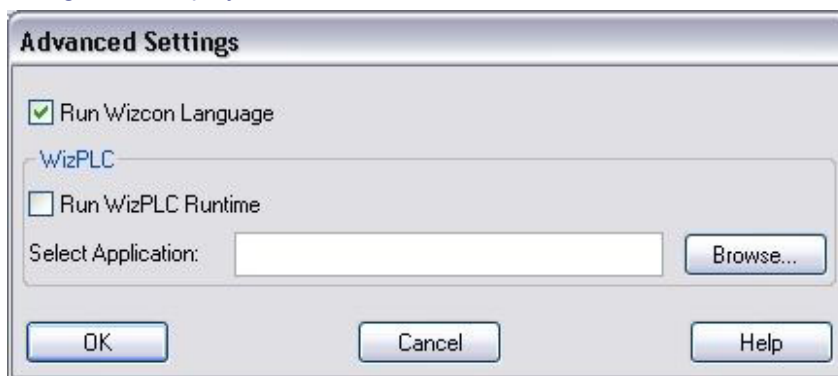 Advanced Settings
Run Wizcon Language
WizPLC
Run WizPLC Runtime
Select Application:
Browse...
OK Cancel Help